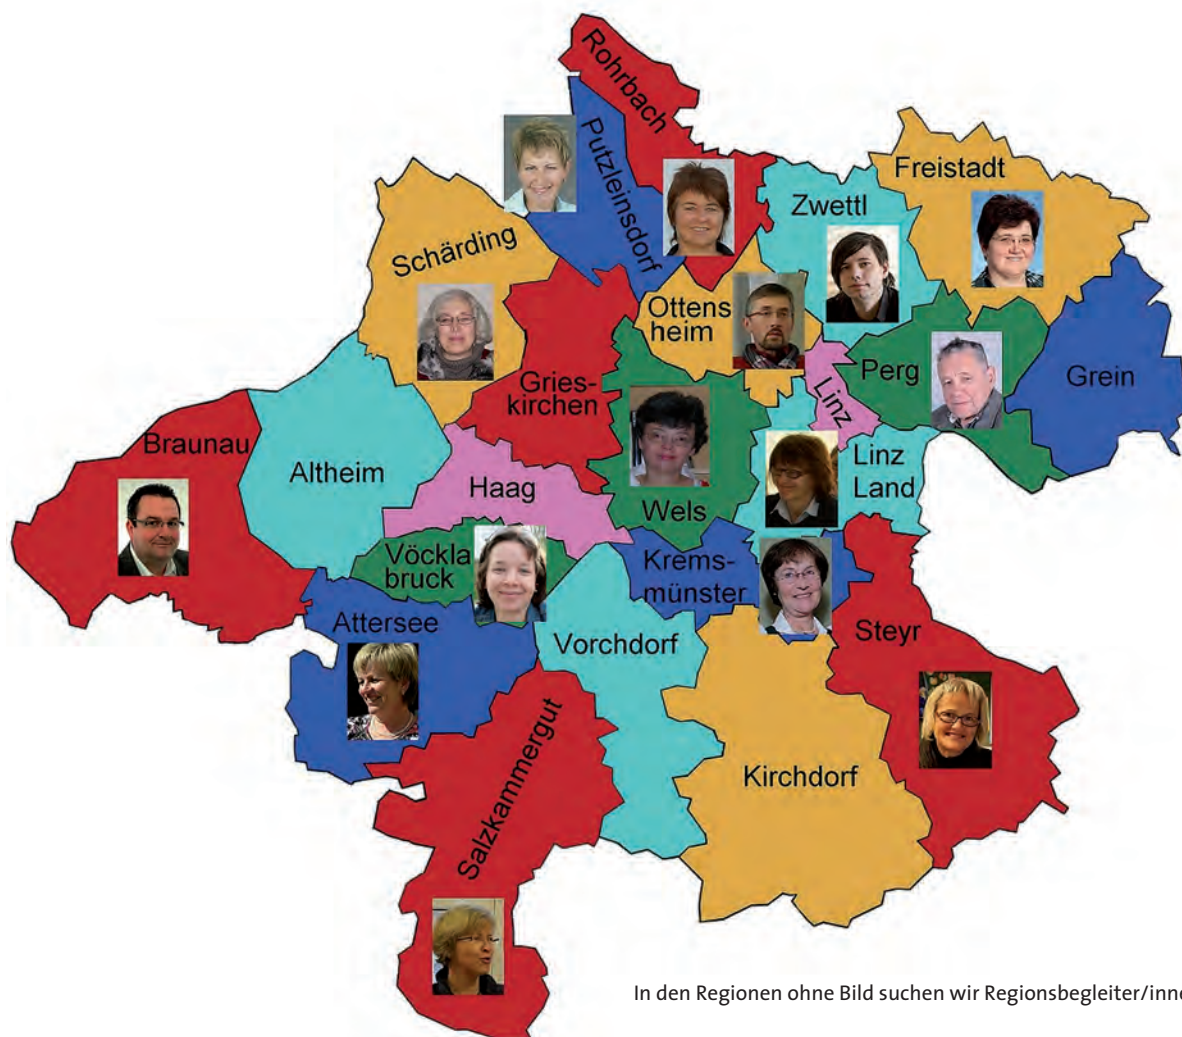 Rohrbach
Putzleinsdorf
Freistadt
Zwettl
Schärding
Ottens
heim
Perg
Grein
Linz
Gries-
kirchen
Braunau
Altheim
Haag
Wels
Linz
Land
Vöckla
bruck
Krems-
münster
Attersee
Vorchdorf
Steyr
Salzkammergut
Kirchdorf
In den Regionen ohne Bild suchen wir Regionsbegleiter/inne